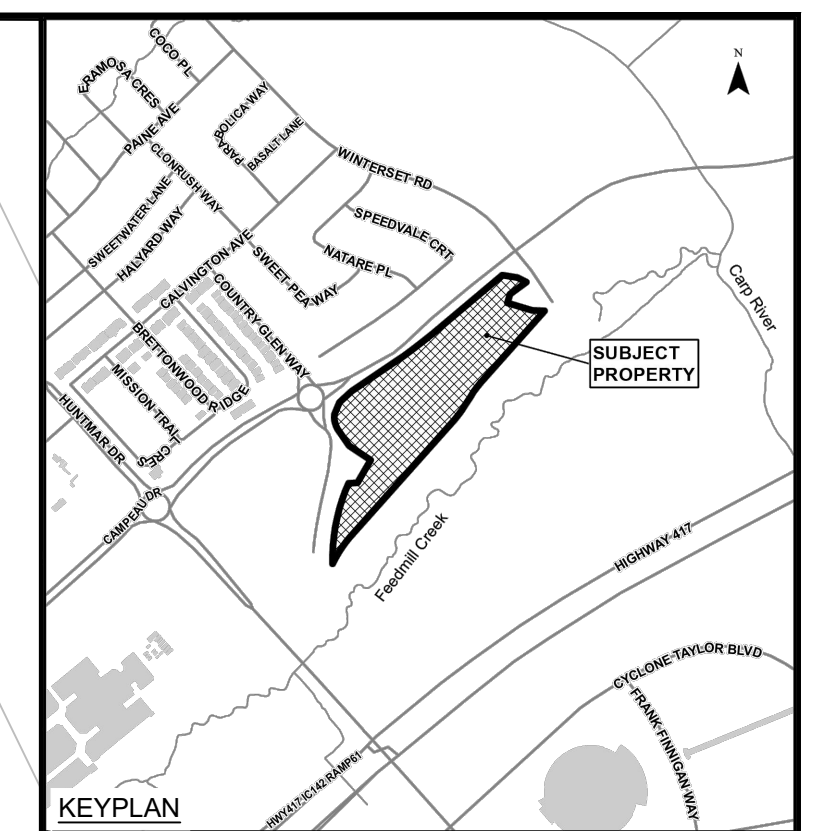 COCO PL
N
ERAMOSA CRES
PAINE AVE
PARABOLICA WAY
BASALT LANE
CLONRUSH WAY
WINTERSET RD
SWEETWATER LANE
HALYARD WAY
SPEEDVALE CRT
NATARE PL
CALVINGTON AVE
SWEET PEA WAY
COUNTRY GLEN WAY
Carp River
BRETTONWOOD RIDGE
SUBJECT
PROPERTY
MISSION TRAIL CRES
HUNTMAR DR
CAMPEAU DR
Feedmill Creek
HIGHWAY 417
CYCLONE TAYLOR BLVD
FRANK FINNIGAN WAY
HWY417 IC142 RAMP61
KEYPLAN